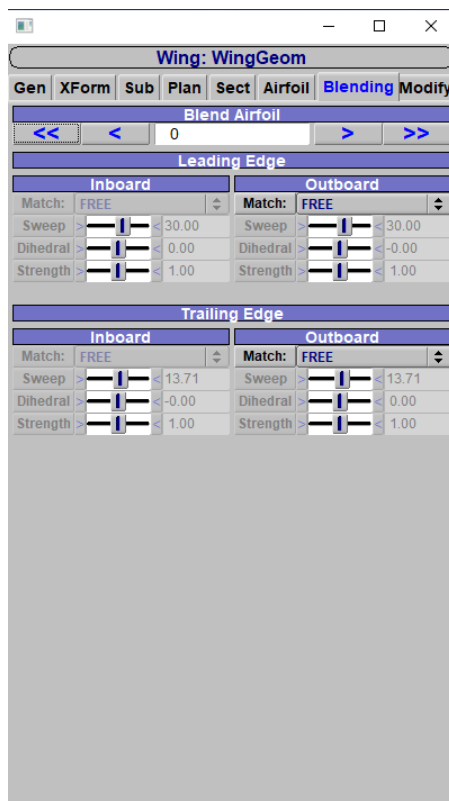 Wing: WingGeom
Gen XForm Sub Plan Sect Airfoil Blending Modify
Blend Airfoil
<< < 0 > >>
Leading Edge
Inboard Outboard
Match: FREE Match: FREE
Sweep > < 30.00 Sweep > < 30.00
Dihedral > < 0.00 Dihedral > < -0.00
Strength > < 1.00 Strength > < 1.00
Trailing Edge
Inboard Outboard
Match: FREE Match: FREE
Sweep > < 13.71 Sweep > < 13.71
Dihedral > < -0.00 Dihedral > < 0.00
Strength > < 1.00 Strength > < 1.00